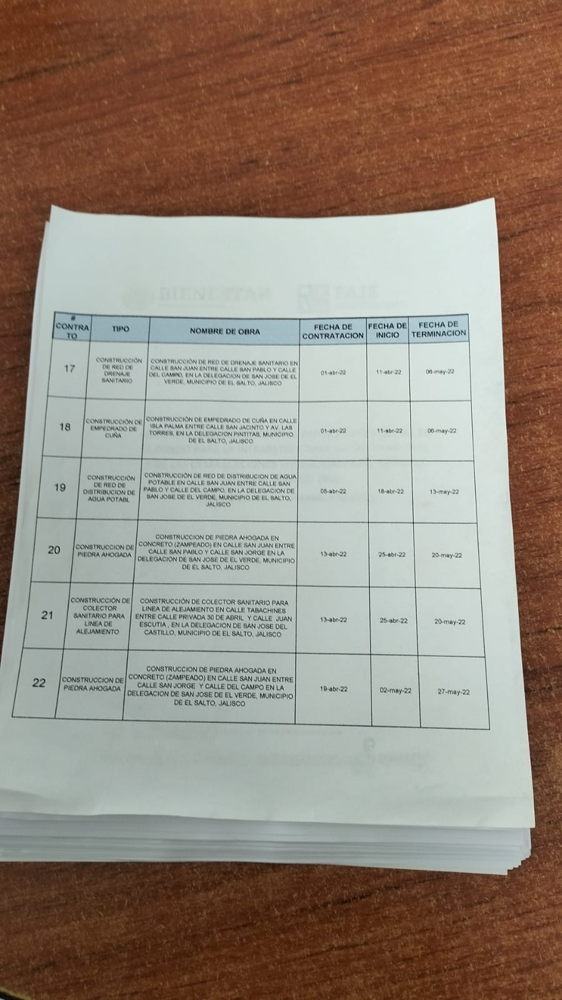 BIENESTAR FAIS
# CONTRATO TIPO NOMBRE DE OBRA FECHA DE CONTRATACION FECHA DE INICIO FECHA DE TERMINACION
17
CONSTRUCCIÓN
DE RED DE
DRENAJE
SANITARIO
CONSTRUCCIÓN DE RED DE DRENAJE SANITARIO EN
CALLE SAN JUAN ENTRE CALLE SAN PABLO Y CALLE
DEL CAMPO, EN LA DELEGACION DE SAN JOSE DE EL
VERDE, MUNICIPIO DE EL SALTO, JALISCO
01-abr-22
11-abr-22
06-may-22
18
CONSTRUCCIÓN DE
EMPEDRADO DE
CUÑA
CONSTRUCCIÓN DE EMPEDRADO DE CUÑA EN CALLE
ISLA PALMA ENTRE CALLE SAN JACINTO Y AV. LAS
TORRES, EN LA DELEGACION PINTITAS, MUNICIPIO
DE EL SALTO, JALISCO
01-abr-22
11-abr-22
06-may-22
19
CONSTRUCCIÓN
DE RED DE
DISTRIBUCION DE
AGUA POTABL
CONSTRUCCIÓN DE RED DE DISTRIBUCION DE AGUA
POTABLE EN CALLE SAN JUAN ENTRE CALLE SAN
PABLO Y CALLE DEL CAMPO, EN LA DELEGACION DE
SAN JOSE DE EL VERDE, MUNICIPIO DE EL SALTO,
JALISCO
05-abr-22
18-abr-22
13-may-22
20
CONSTRUCCION DE
PIEDRA AHOGADA
CONSTRUCCION DE PIEDRA AHOGADA EN
CONCRETO (ZAMPEADO) EN CALLE SAN JUAN ENTRE
CALLE SAN PABLO Y CALLE SAN JORGE EN LA
DELEGACION DE SAN JOSE DE EL VERDE, MUNICIPIO
DE EL SALTO, JALISCO
13-abr-22
25-abr-22
20-may-22
21
CONSTRUCCIÓN DE
COLECTOR
SANITARIO PARA
LINEA DE
ALEJAMIENTO
CONSTRUCCIÓN DE COLECTOR SANITARIO PARA
LINEA DE ALEJAMIENTO EN CALLE TABACHINES
ENTRE CALLE PRIVADA 30 DE ABRIL Y CALLE JUAN
ESCUTIA , EN LA DELEGACION DE SAN JOSE DEL
CASTILLO, MUNICIPIO DE EL SALTO, JALISCO
13-abr-22
25-abr-22
20-may-22
22
CONSTRUCCION DE
PIEDRA AHOGADA
CONSTRUCCION DE PIEDRA AHOGADA EN
CONCRETO (ZAMPEADO) EN CALLE SAN JUAN ENTRE
CALLE SAN JORGE Y CALLE DEL CAMPO EN LA
DELEGACION DE SAN JOSE DE EL VERDE, MUNICIPIO
DE EL SALTO, JALISCO
19-abr-22
02-may-22
27-may-22